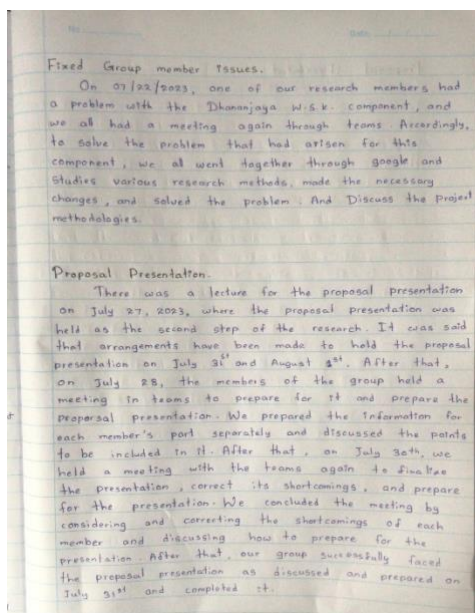 Fixed Group member issues.
On 07/22/2023, one of our research members had
a problem with the Dhananjaya W.S.K. component, and
we all had a meeting again through teams. Accordingly,
to solve the problem that had arisen for this
component, we al went together through google and
Studies various research methods, made the necessary
changes, and solved the problem. And Discuss the project
methodologies.
Proposal Presentation.
There was a lecture for the proposal presentation
on July 27, 2023, where the proposal presentation was
held as the second step of the research. It was said
that arrangements have been made to hold the proposal
presentation on July 31st and August 1st. After that,
on July 28, the members of the group held a
meeting in teams to prepare for it and prepare the
proporsal presentation. We prepared the information for
each member's part separately and discussed the points
to be included in it. After that, on July 30th, we
held a meeting with the teams again to finalize
the presentation, correct its shortcomings, and prepare
for the presentation. We concluded the meeting by
considering and correcting the shortcomings of each
member and discussing how to prepare for the
presentation. After that, our group successfully faced
the proposal presentation as discussed and prepared on
July 31st and completed it.